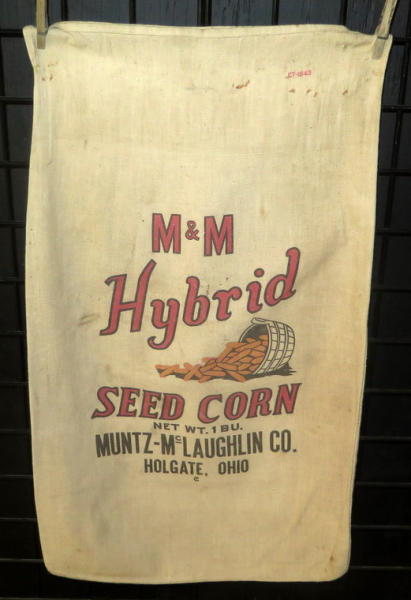 M & M
Hybrid
SEED CORN
NET WT. 1 BU.
MUNTZ-McLAUGHLIN CO.
HOLGATE, OHIO